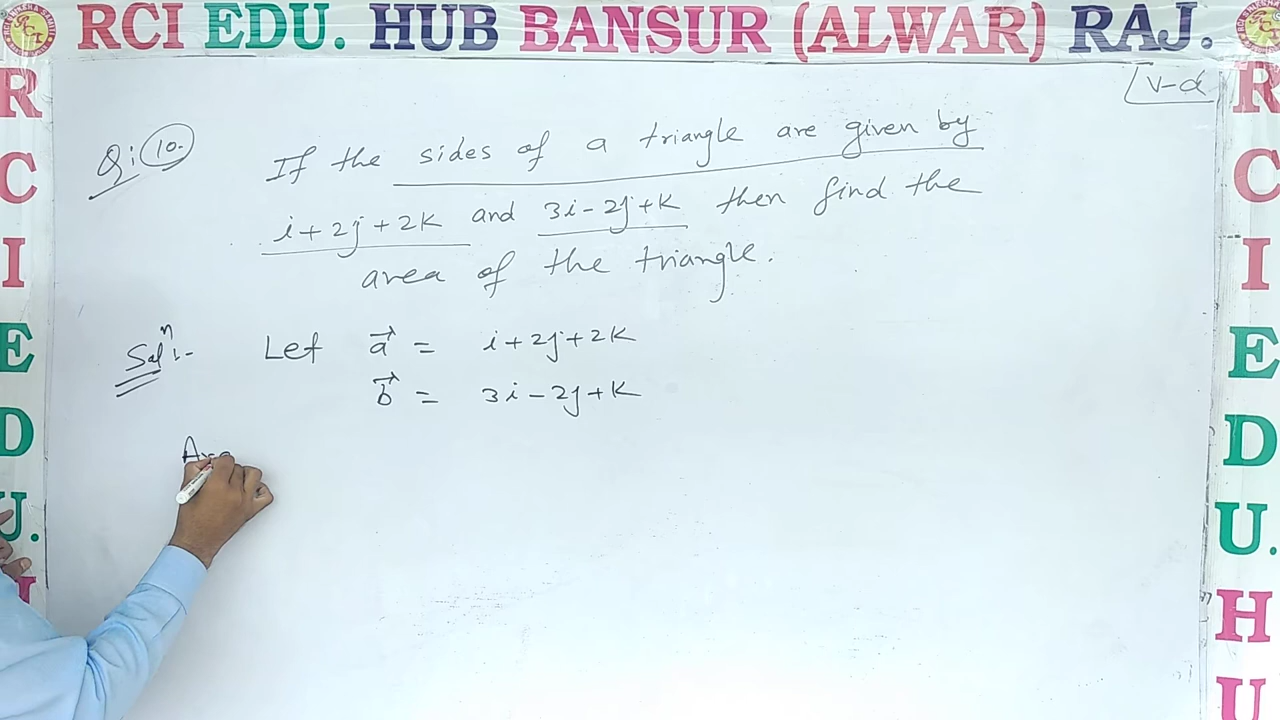 RCI EDU. HUB BANSUR (ALWAR) RAJ.
R
C
I
E
D
U.
R
C
I
E
D
U.
H
U
Q:10.
If the sides of a triangle are given by
i+2j+2k and 3i-2j+k then find the
area of the triangle.
Solⁿ:- Let a⃗ = i+2j+2k
b⃗ = 3i-2j+k